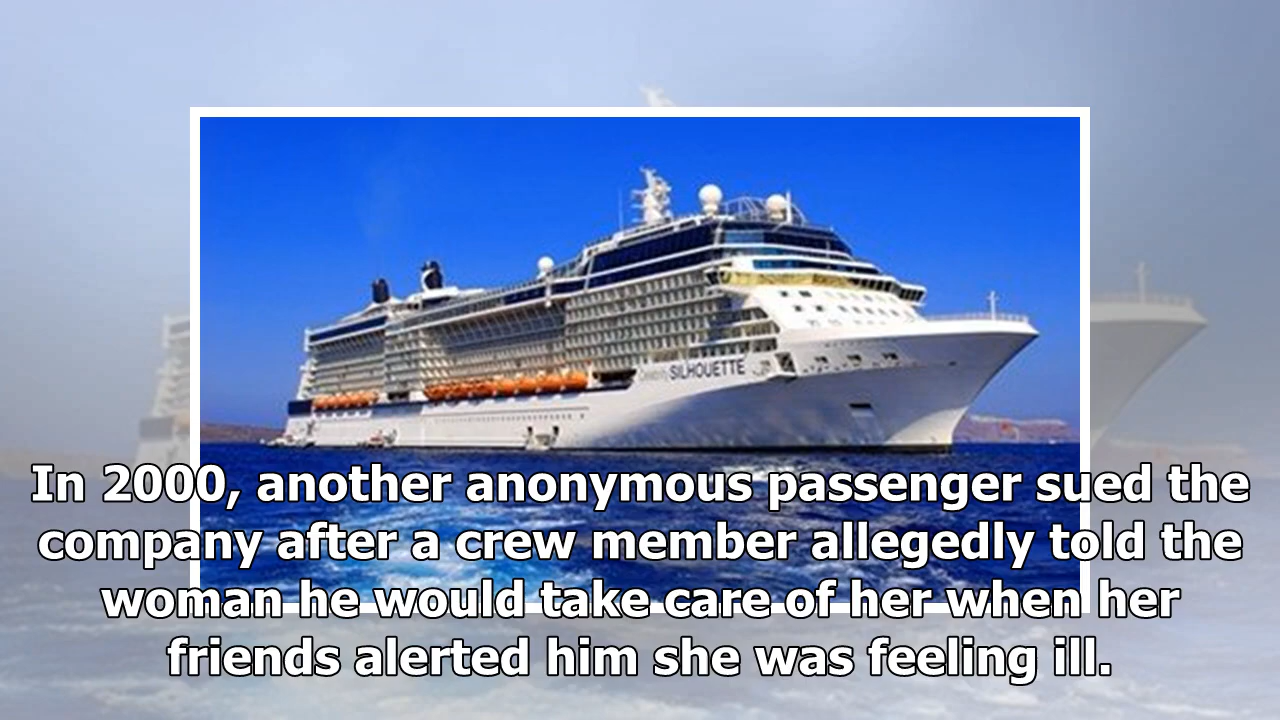 SILHOUETTE
In 2000, another anonymous passenger sued the
company after a crew member allegedly told the
woman he would take care of her when her
friends alerted him she was feeling ill.